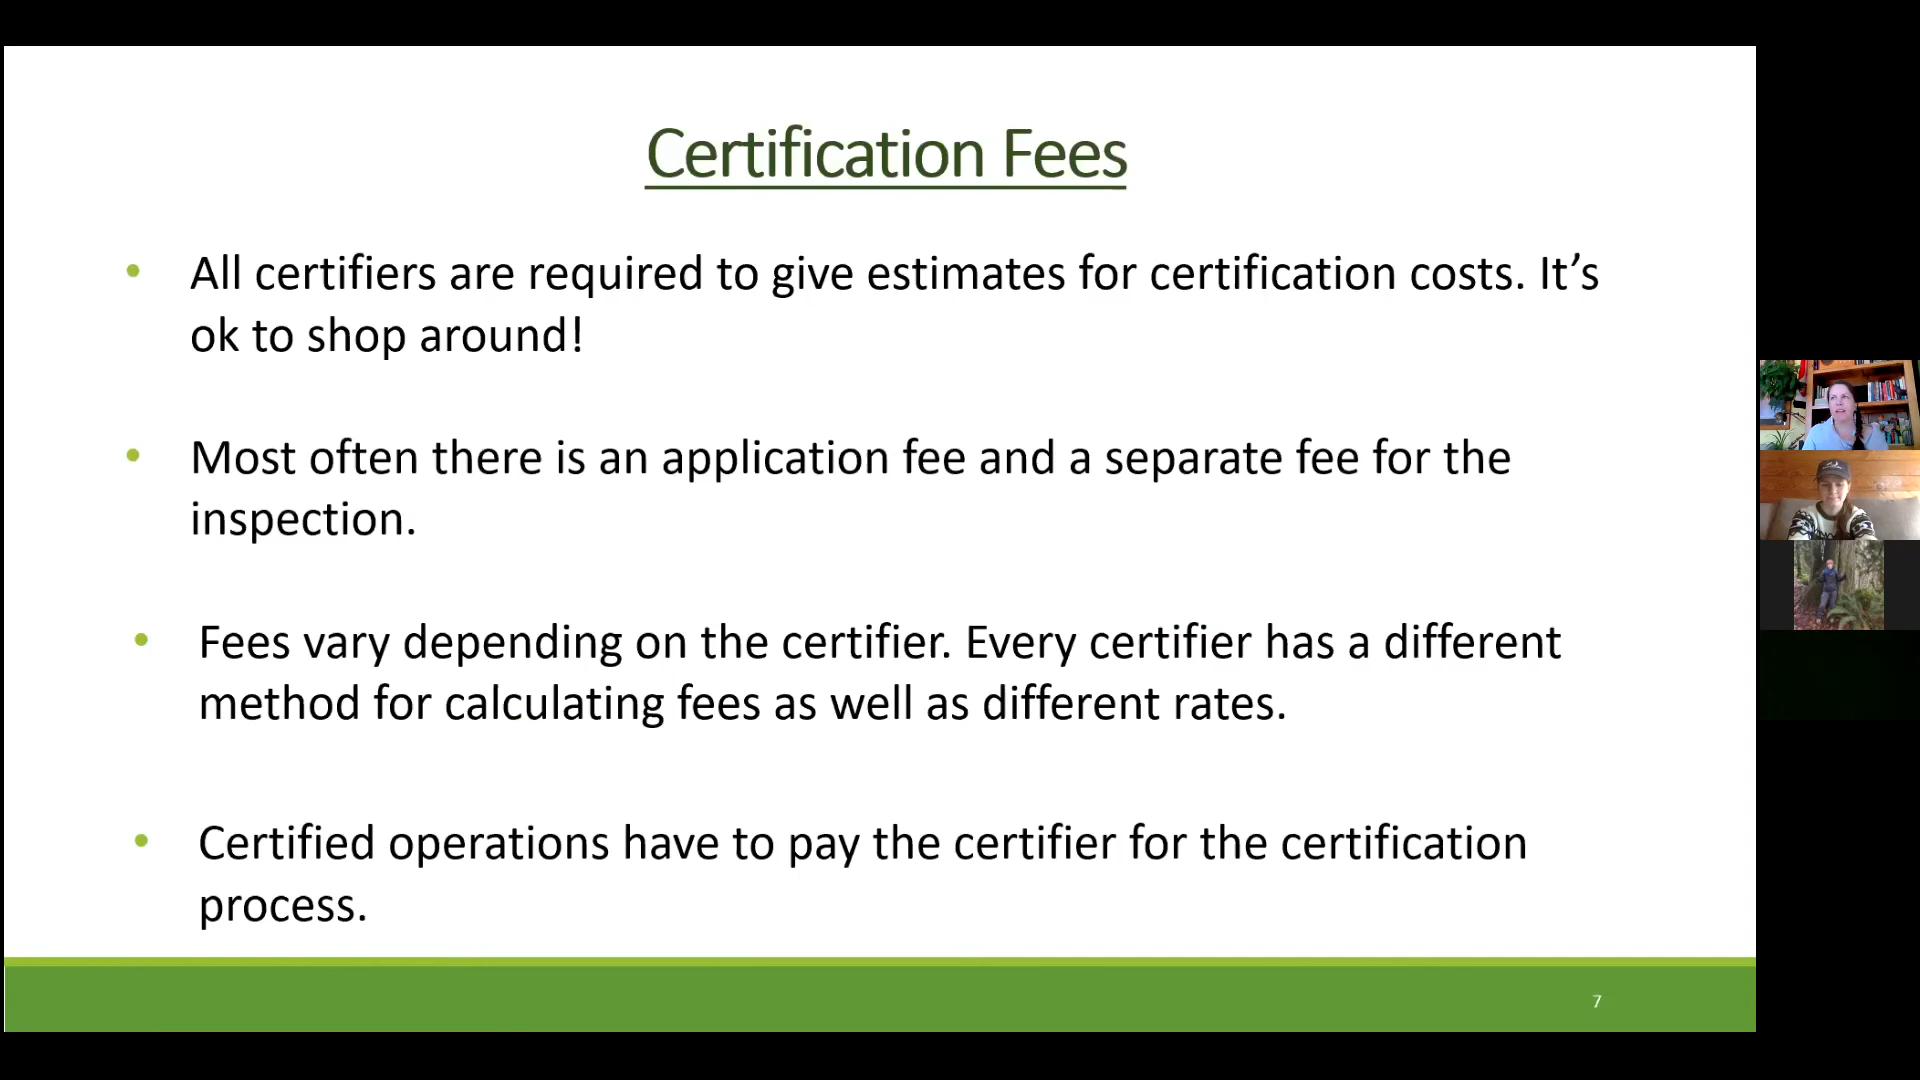 Certification Fees
• All certifiers are required to give estimates for certification costs. It’s
ok to shop around!
• Most often there is an application fee and a separate fee for the
inspection.
• Fees vary depending on the certifier. Every certifier has a different
method for calculating fees as well as different rates.
• Certified operations have to pay the certifier for the certification
process.
7